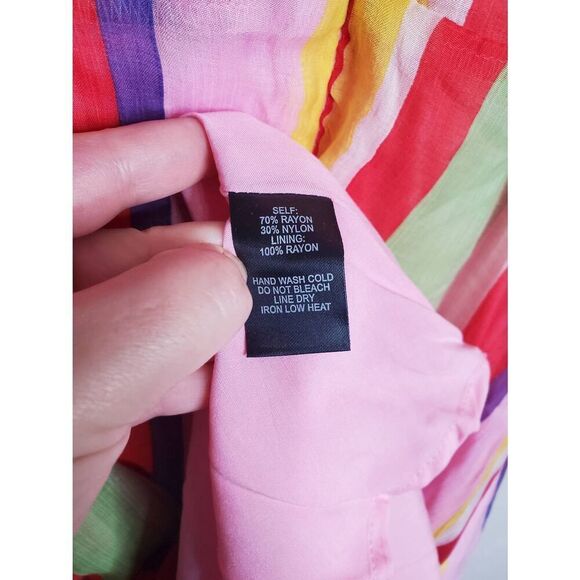 SELF:
70% RAYON
30% NYLON
LINING:
100% RAYON
HAND WASH COLD
DO NOT BLEACH
LINE DRY
IRON LOW HEAT